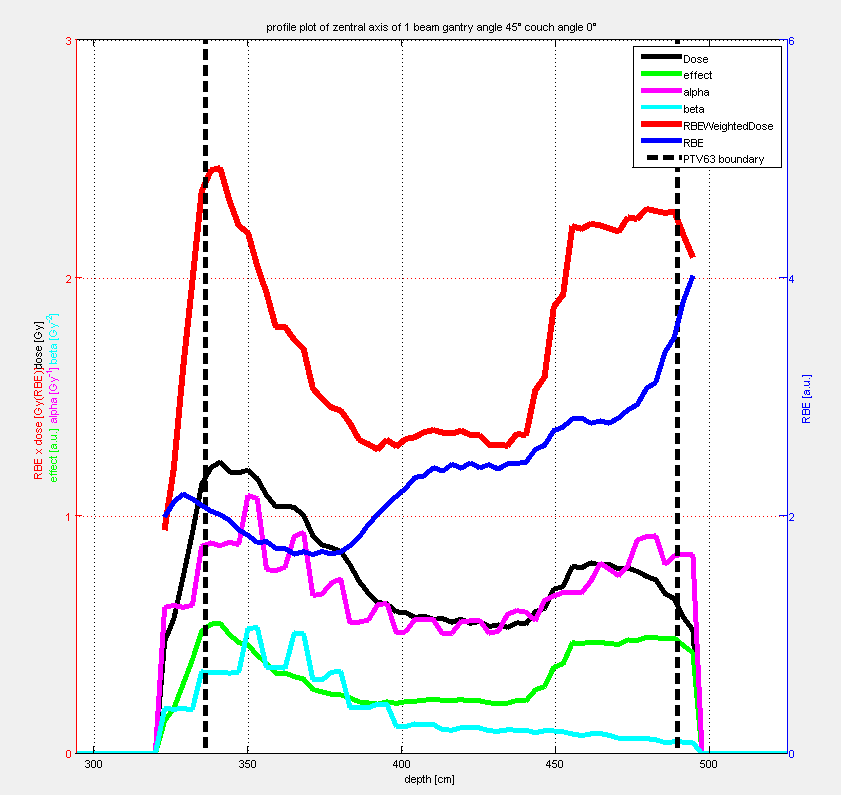 profile plot of zentral axis of 1 beam gantry angle 45° couch angle 0°
3
2
1
0
6
4
2
0
Dose
effect
alpha
beta
RBEWeightedDose
RBE
PTV63 boundary
RBE x dose [Gy(RBE)] dose [Gy]
effect [a.u.] alpha [Gy⁻¹] beta [Gy⁻²]
RBE [a.u.]
300
350
400
450
500
depth [cm]